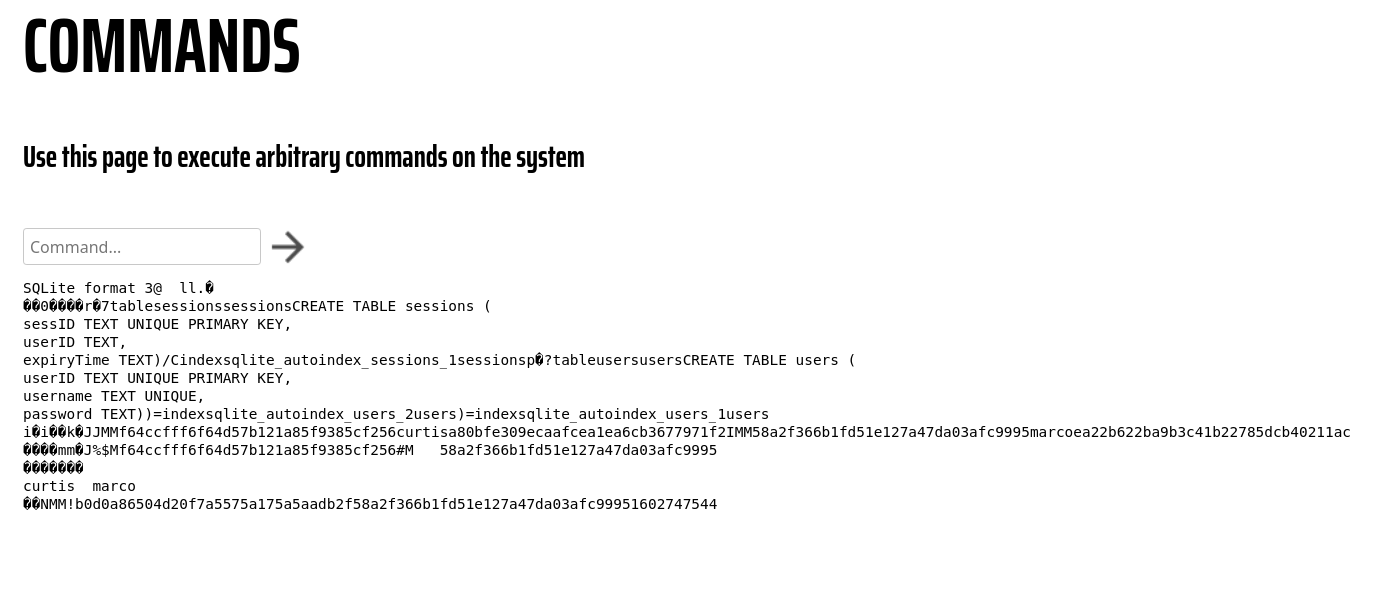 COMMANDS
Use this page to execute arbitrary commands on the system
Command...
SQLite format 3@  ll.�
��0����r�7tablesessionssessionsCREATE TABLE sessions (
sessID TEXT UNIQUE PRIMARY KEY,
userID TEXT,
expiryTime TEXT)/Cindexsqlite_autoindex_sessions_1sessionsp�?tableusersusersCREATE TABLE users (
userID TEXT UNIQUE PRIMARY KEY,
username TEXT UNIQUE,
password TEXT))=indexsqlite_autoindex_users_2users)=indexsqlite_autoindex_users_1users
i�i��k�JJMMf64ccfff6f64d57b121a85f9385cf256curtisa80bfe309ecaafcea1ea6cb3677971f2IMM58a2f366b1fd51e127a47da03afc9995marcoea22b622ba9b3c41b22785dcb40211ac
����mm�J%$Mf64ccfff6f64d57b121a85f9385cf256#M   58a2f366b1fd51e127a47da03afc9995
�������
curtis  marco
��NMM!b0d0a86504d20f7a5575a175a5aadb2f58a2f366b1fd51e127a47da03afc99951602747544